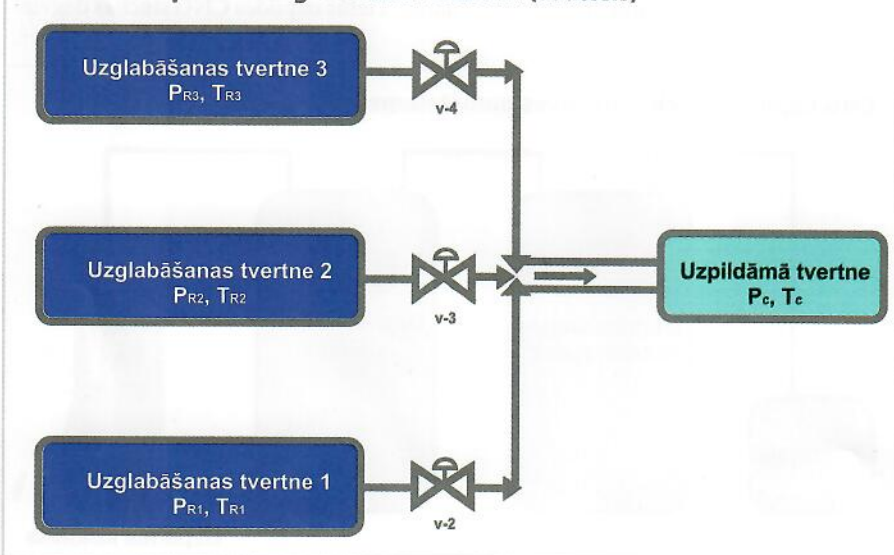 Uzglabāšanas tvertne 3
PR3, TR3
v-4
Uzglabāšanas tvertne 2
PR2, TR2
v-3
Uzpildāmā tvertne
Pc, Tc
Uzglabāšanas tvertne 1
PR1, TR1
v-2